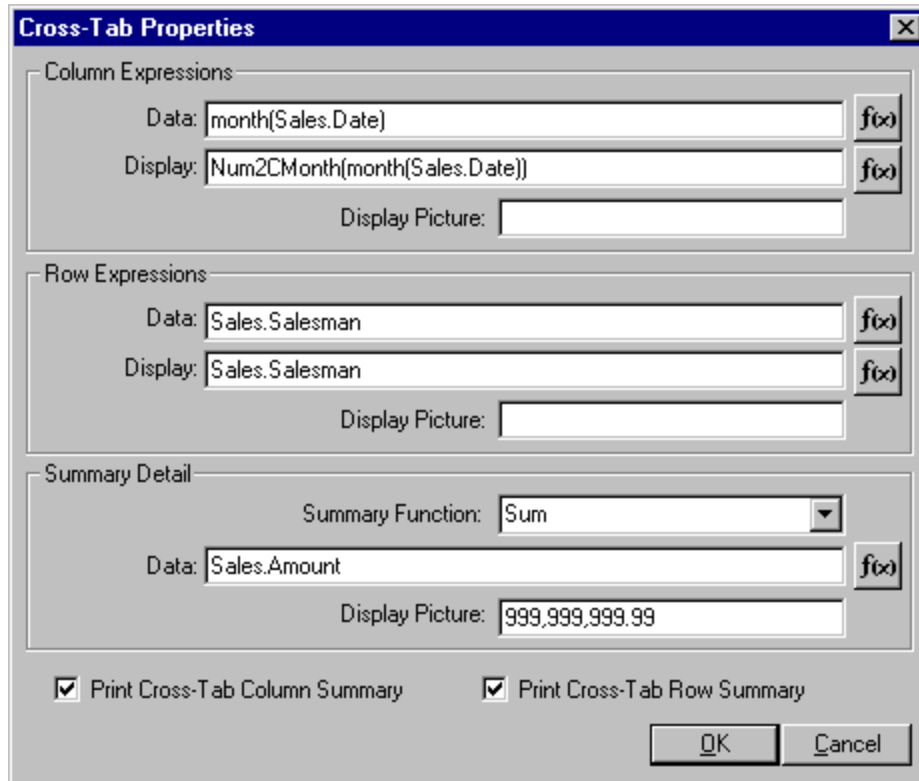 Cross-Tab Properties
Column Expressions
Data: month(Sales.Date) f(x)
Display: Num2CMonth(month(Sales.Date)) f(x)
Display Picture:
Row Expressions
Data: Sales.Salesman f(x)
Display: Sales.Salesman f(x)
Display Picture:
Summary Detail
Summary Function: Sum
Data: Sales.Amount f(x)
Display Picture: 999,999,999.99
Print Cross-Tab Column Summary Print Cross-Tab Row Summary
OK Cancel